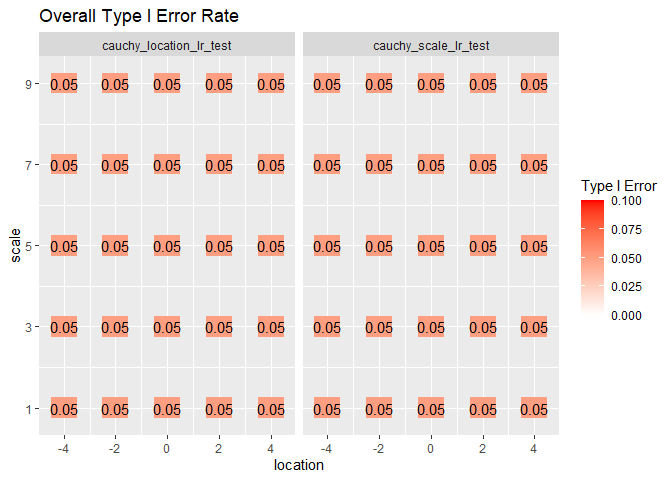 Overall Type I Error Rate
cauchy_location_lr_test cauchy_scale_lr_test
9 0.05 0.05 0.05 0.05 0.05 0.05 0.05 0.05 0.05 0.05
7 0.05 0.05 0.05 0.05 0.05 0.05 0.05 0.05 0.05 0.05
5 0.05 0.05 0.05 0.05 0.05 0.05 0.05 0.05 0.05 0.05
3 0.05 0.05 0.05 0.05 0.05 0.05 0.05 0.05 0.05 0.05
1 0.05 0.05 0.05 0.05 0.05 0.05 0.05 0.05 0.05 0.05
-4 -2 0 2 4 -4 -2 0 2 4
location
scale
Type I Error
0.100
0.075
0.050
0.025
0.000